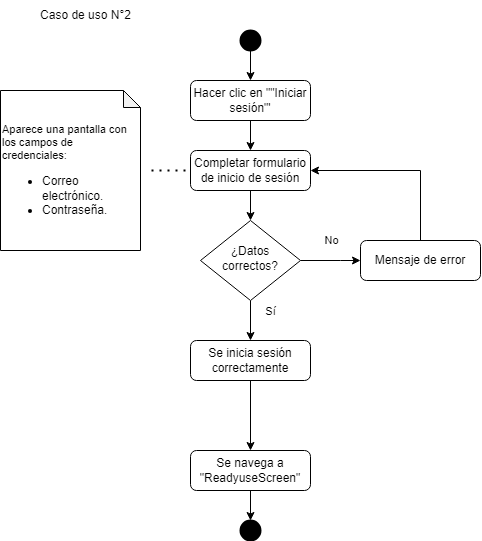 Caso de uso N°2
Hacer clic en ""Iniciar
sesión"'
Aparece una pantalla con
los campos de
credenciales:
• Correo
electrónico.
• Contraseña.
Completar formulario
de inicio de sesión
¿Datos
correctos?
No
Mensaje de error
Sí
Se inicia sesión
correctamente
Se navega a
"ReadyuseScreen"